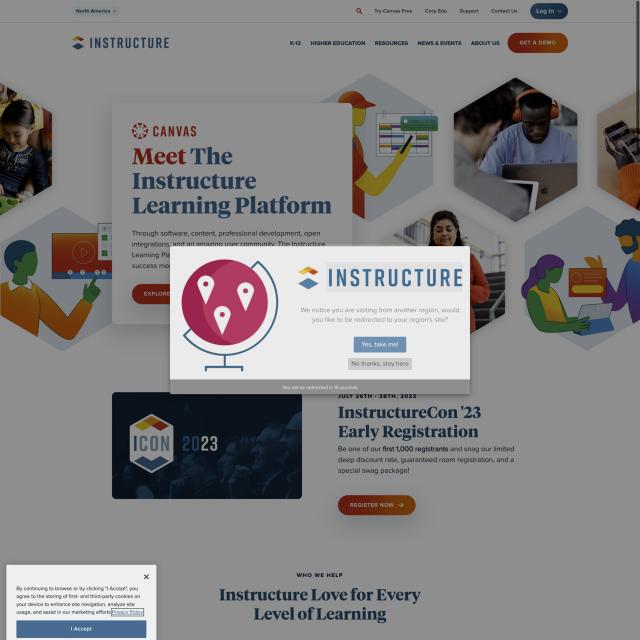 North America
Try Canvas Free
Corp Edu
Support
Contact Us
Log In
INSTRUCTURE
K-12
HIGHER EDUCATION
RESOURCES
NEWS & EVENTS
ABOUT US
GET A DEMO
CANVAS
Meet The
Instructure
Learning Platform
Through software, content, professional development, open
integrations, and an amazing user community, The Instructure
Learning Pla
success mo
EXPLORE
INSTRUCTURE
We notice you are visiting from another region, would
you like to be redirected to your region's site?
Yes, take me!
No thanks, stay here
You will be redirected in 10 seconds
ICON 2023
JULY 26TH - 28TH, 2023
InstructureCon '23
Early Registration
Be one of our first 1,000 registrants and snag our limited
deep discount rate, guaranteed room registration, and a
special swag package!
REGISTER NOW
WHO WE HELP
Instructure Love for Every
Level of Learning
By continuing to browse or by clicking "I Accept", you
agree to the storing of first- and third-party cookies on
your device to enhance site navigation, analyze site
usage, and assist in our marketing efforts. Privacy Policy
I Accept